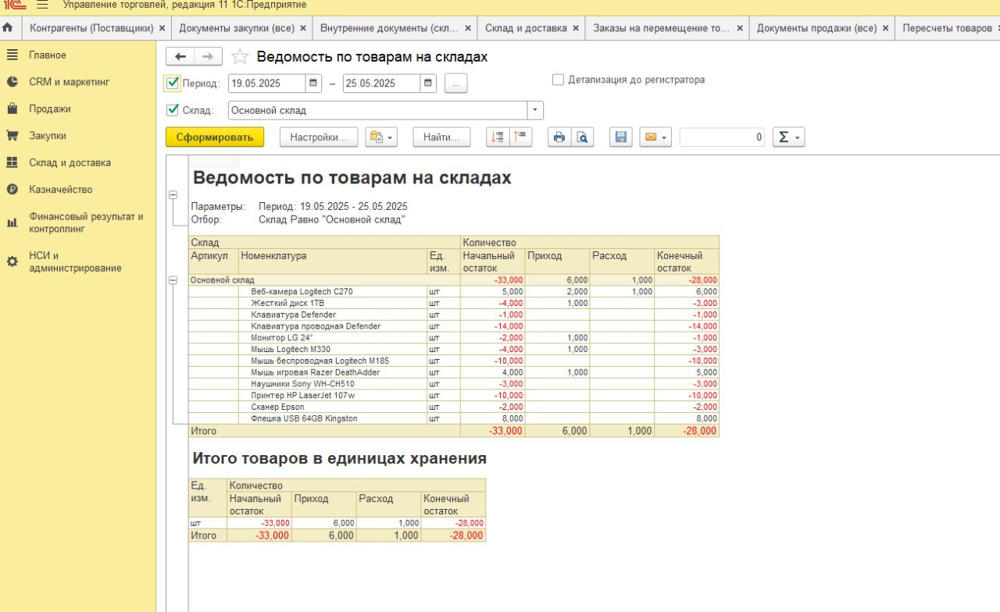 1С Управление торговлей, редакция 11 1С:Предприятие
Контрагенты (Поставщики) × Документы закупки (все) × Внутренние документы (скл... × Склад и доставка × Заказы на перемещение то... × Документы продажи (все) × Пересчеты товаров
Главное
CRM и маркетинг
Продажи
Закупки
Склад и доставка
Казначейство
Финансовый результат и
контроллинг
НСИ и
администрирование
Ведомость по товарам на складах
Период: 19.05.2025 – 25.05.2025 ... Детализация до регистратора
Склад: Основной склад
Сформировать Настройки... Найти... 0 Σ
Ведомость по товарам на складах
Параметры: Период: 19.05.2025 - 25.05.2025
Отбор: Склад Равно "Основной склад"
Склад Количество
Артикул Номенклатура Ед. Начальный Приход Расход Конечный
изм. остаток остаток
Основной склад -33,000 6,000 1,000 -28,000
Веб-камера Logitech C270 шт 5,000 2,000 1,000 6,000
Жесткий диск 1TB шт -4,000 1,000 -3,000
Клавиатура Defender шт -1,000 -1,000
Клавиатура проводная Defender шт -14,000 -14,000
Монитор LG 24" шт -2,000 1,000 -1,000
Мышь Logitech M330 шт -4,000 1,000 -3,000
Мышь беспроводная Logitech M185 шт -10,000 -10,000
Мышь игровая Razer DeathAdder шт 4,000 1,000 5,000
Наушники Sony WH-CH510 шт -3,000 -3,000
Принтер HP LaserJet 107w шт -10,000 -10,000
Сканер Epson шт -2,000 -2,000
Флешка USB 64GB Kingston шт 8,000 8,000
Итого -33,000 6,000 1,000 -28,000
Итого товаров в единицах хранения
Ед. Количество
изм. Начальный Приход Расход Конечный
остаток остаток
шт -33,000 6,000 1,000 -28,000
Итого -33,000 6,000 1,000 -28,000